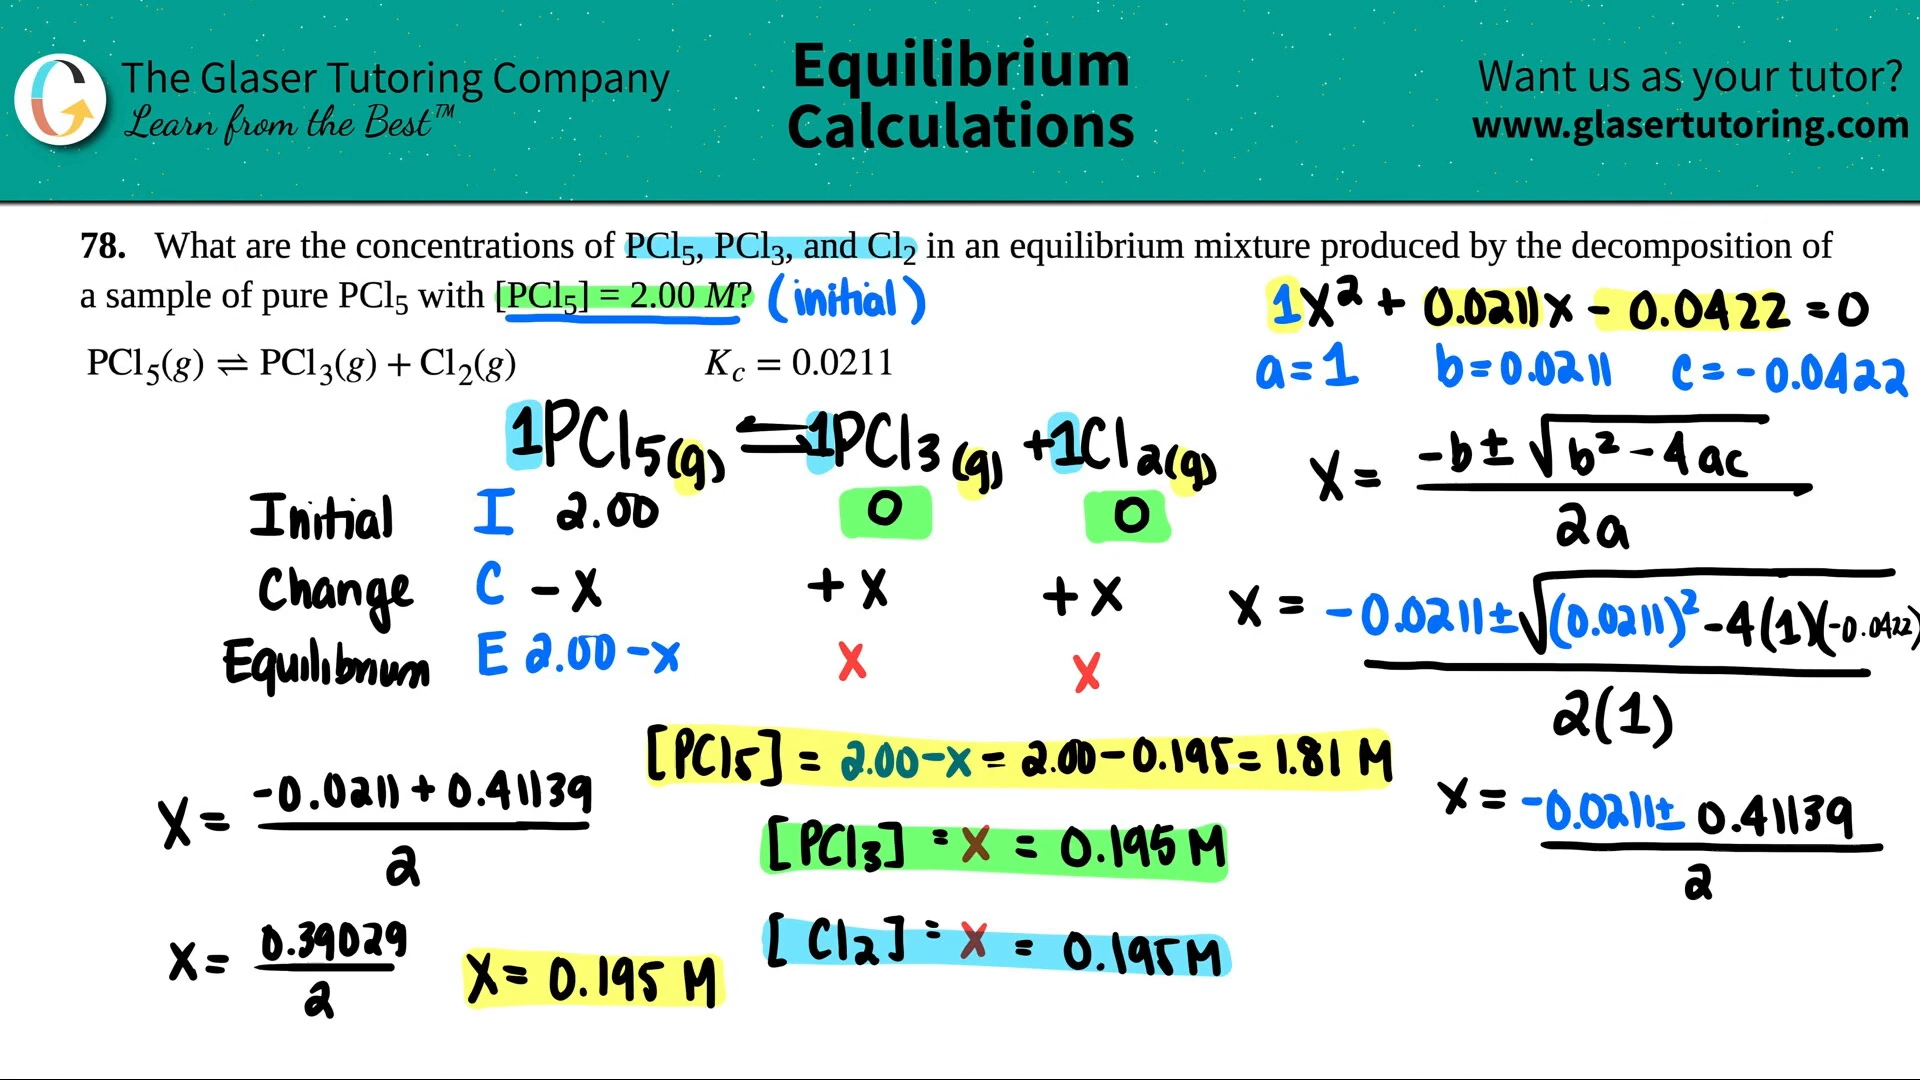 The Glaser Tutoring Company
Learn from the Best™
Equilibrium
Calculations
Want us as your tutor?
www.glasertutoring.com
78. What are the concentrations of PCl5, PCl3, and Cl2 in an equilibrium mixture produced by the decomposition of
a sample of pure PCl5 with [PCl5] = 2.00 M? (initial)
PCl5(g) ⇌ PCl3(g) + Cl2(g) Kc = 0.0211
1PCl5(g) ⇌ 1PCl3(g) + 1Cl2(g)
Initial I 2.00 0 0
Change C -x +x +x
Equilibrium E 2.00-x x x
1x² + 0.0211x - 0.0422 = 0
a=1 b=0.0211 c=-0.0422
x = -b ± √b² - 4ac
2a
x = -0.0211 ± √(0.0211)² - 4(1)(-0.0422)
2(1)
x = -0.0211 ± 0.41139
2
x = -0.0211 + 0.41139
2
x = 0.39029
2
x = 0.195 M
[PCl5] = 2.00-x = 2.00-0.195 = 1.81 M
[PCl3] = x = 0.195 M
[Cl2] = x = 0.195 M